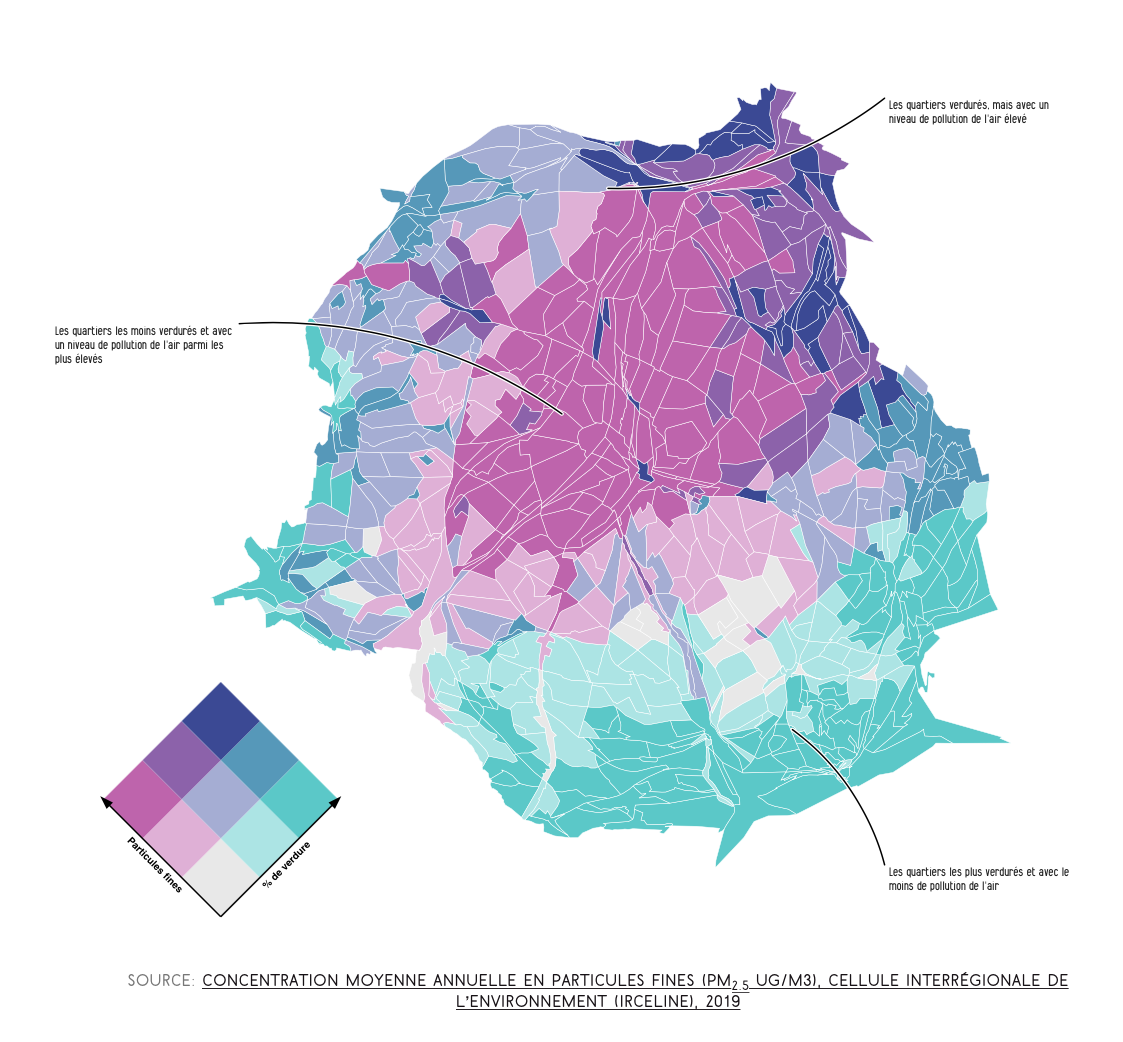 Les quartiers verdurés, mais avec un
niveau de pollution de l'air élevé
Les quartiers les moins verdurés et avec
un niveau de pollution de l'air parmi les
plus élevés
Particules fines
% de verdure
Les quartiers les plus verdurés et avec le
moins de pollution de l'air
SOURCE: CONCENTRATION MOYENNE ANNUELLE EN PARTICULES FINES (PM2.5 UG/M3), CELLULE INTERRÉGIONALE DE
L'ENVIRONNEMENT (IRCELINE), 2019